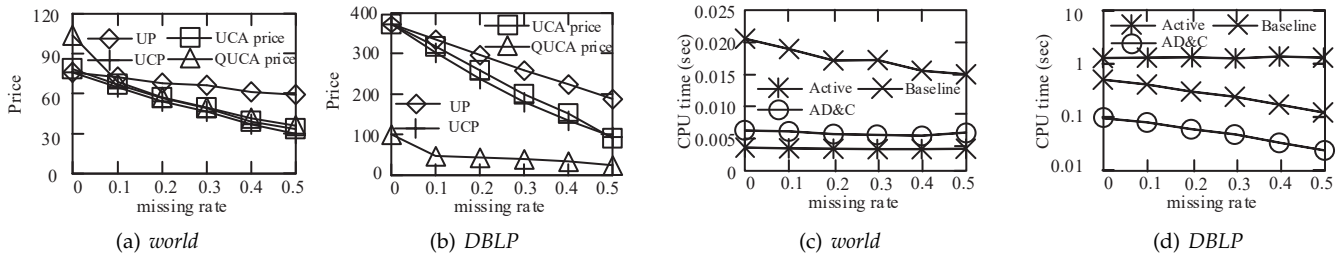 120
90
60
30
0
Price
UP
UCA price
UCP
QUCA price
0 0.1 0.2 0.3 0.4 0.5
missing rate
(a) world
400
300
200
100
0
Price
UCA price
QUCA price
UP
UCP
0 0.1 0.2 0.3 0.4 0.5
missing rate
(b) DBLP
0.025
0.020
0.015
0.010
0.005
0.000
CPU time (sec)
Active
Baseline
AD&C
0 0.1 0.2 0.3 0.4 0.5
missing rate
(c) world
10
1
0.1
0.01
CPU time (sec)
Active
Baseline
AD&C
0 0.1 0.2 0.3 0.4 0.5
missing rate
(d) DBLP